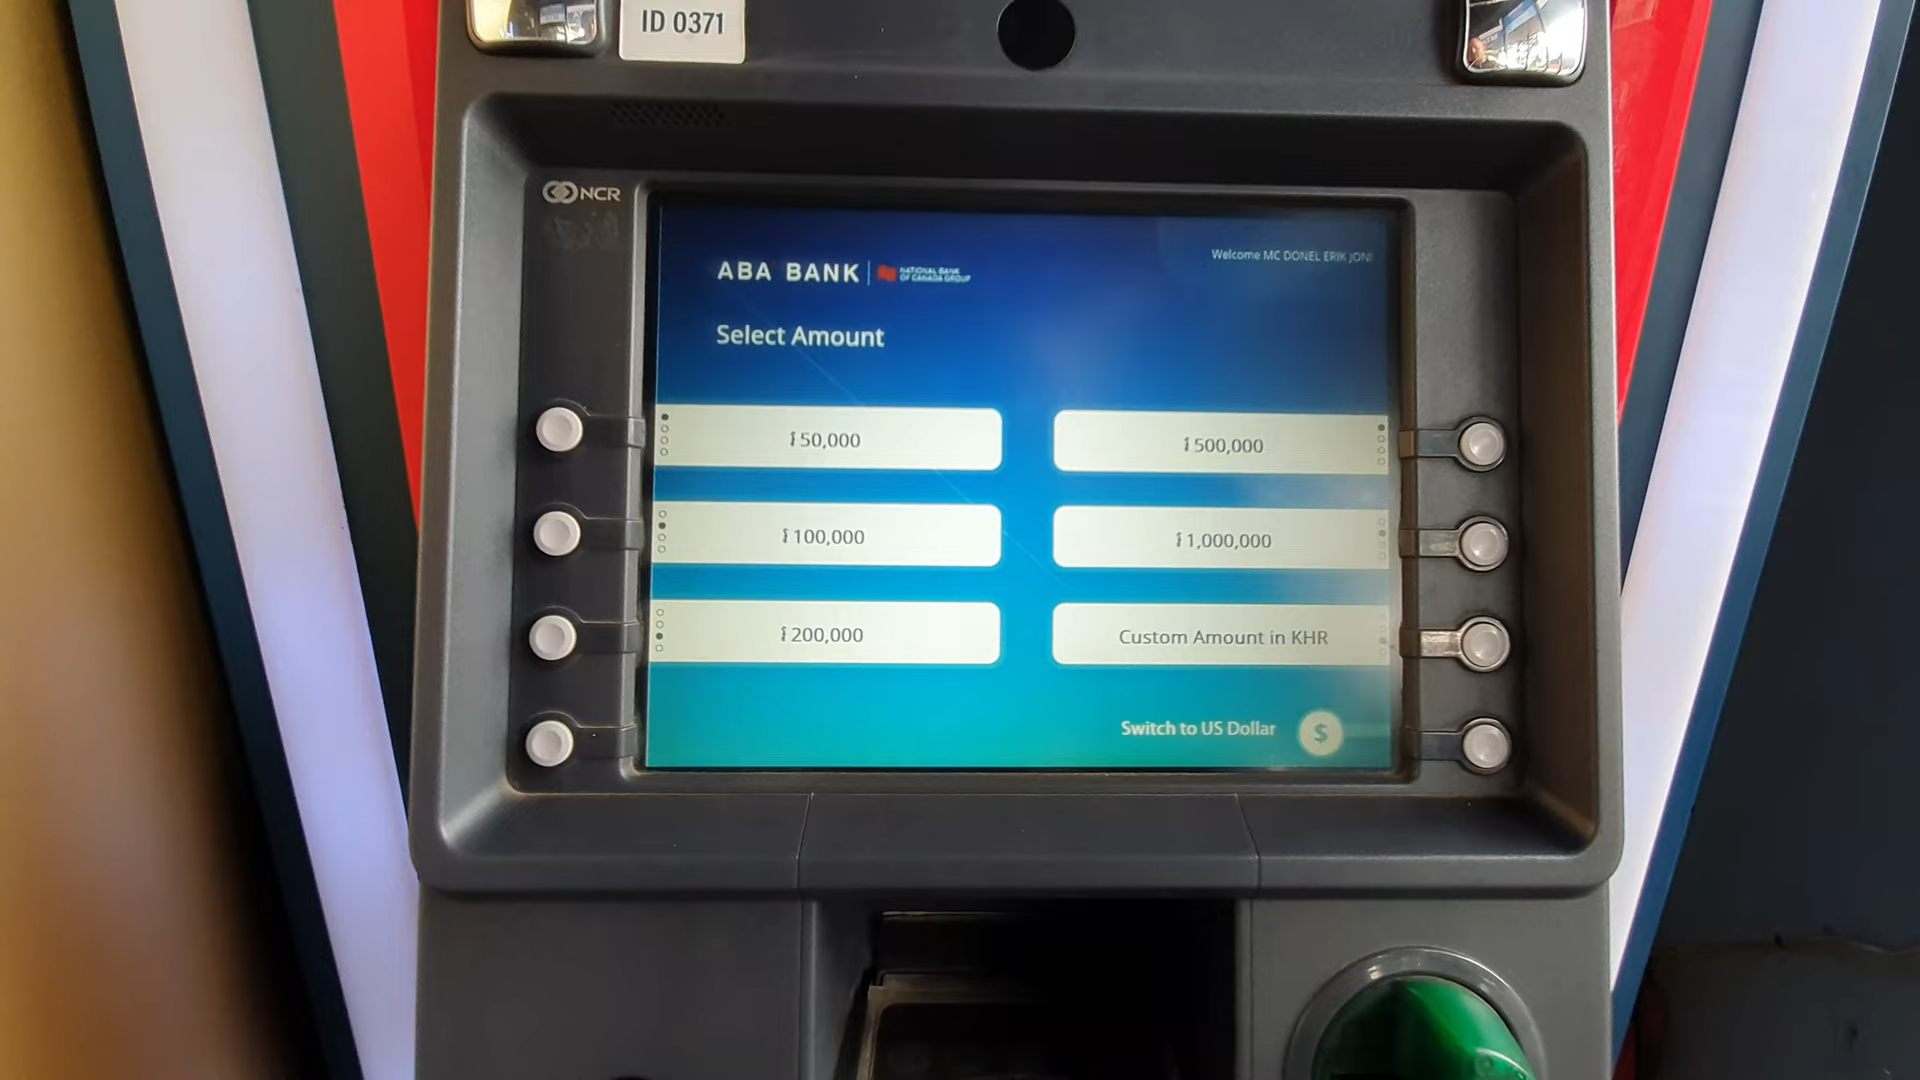 ID 0371
NCR
ABA' BANK
NATIONAL BANK
OF CANADA GROUP
Welcome MC DONEL ERIK JONI
Select Amount
៛50,000
៛500,000
៛100,000
៛1,000,000
៛200,000
Custom Amount in KHR
Switch to US Dollar
$